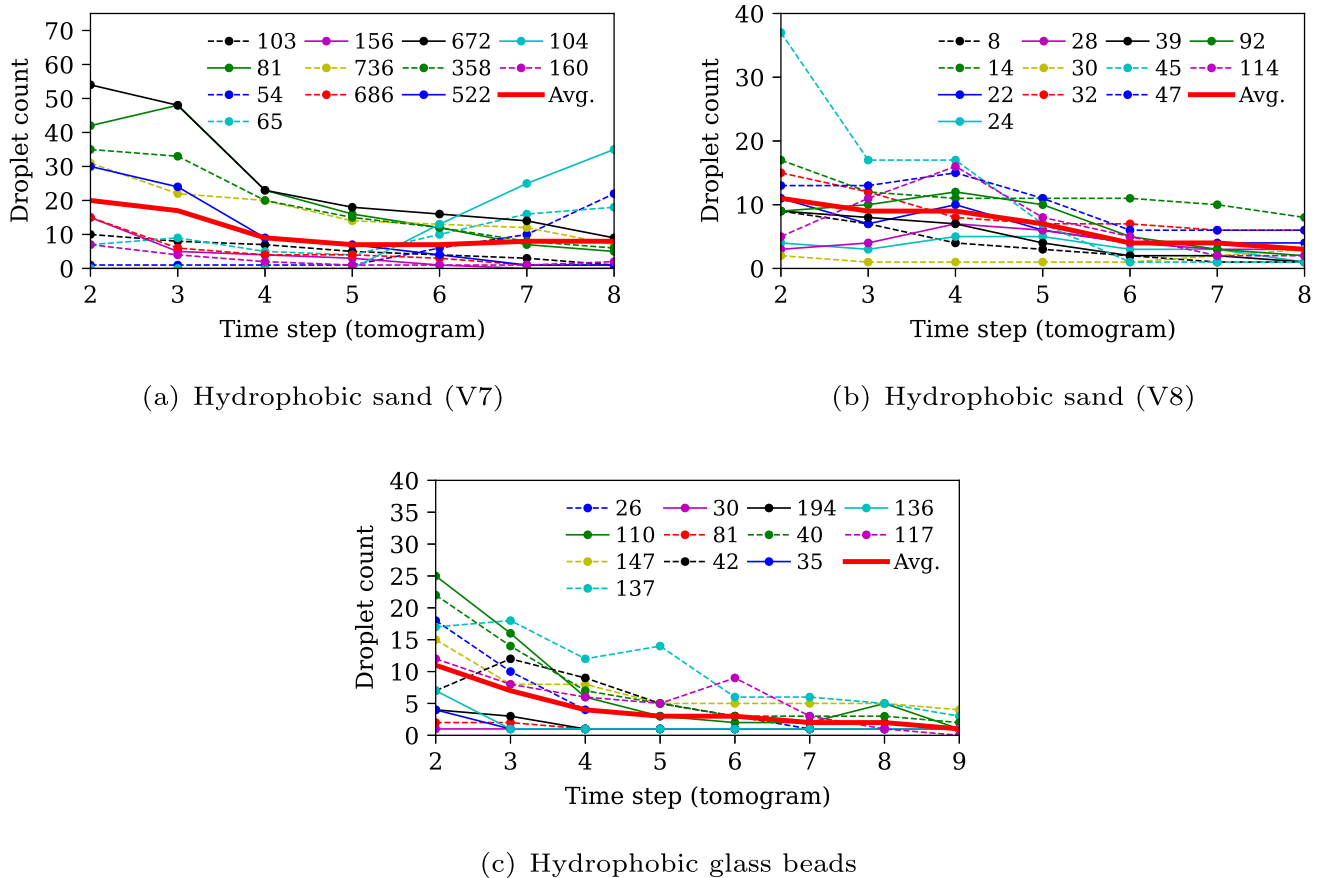 Droplet count
70
60
50
40
30
20
10
0
103 156 672 104
81 736 358 160
54 686 522 Avg.
65
2 3 4 5 6 7 8
Time step (tomogram)
(a) Hydrophobic sand (V7)
Droplet count
40
30
20
10
0
8 28 39 92
14 30 45 114
22 32 47 Avg.
24
2 3 4 5 6 7 8
Time step (tomogram)
(b) Hydrophobic sand (V8)
Droplet count
40
35
30
25
20
15
10
5
0
26 30 194 136
110 81 40 117
147 42 35 Avg.
137
2 3 4 5 6 7 8 9
Time step (tomogram)
(c) Hydrophobic glass beads